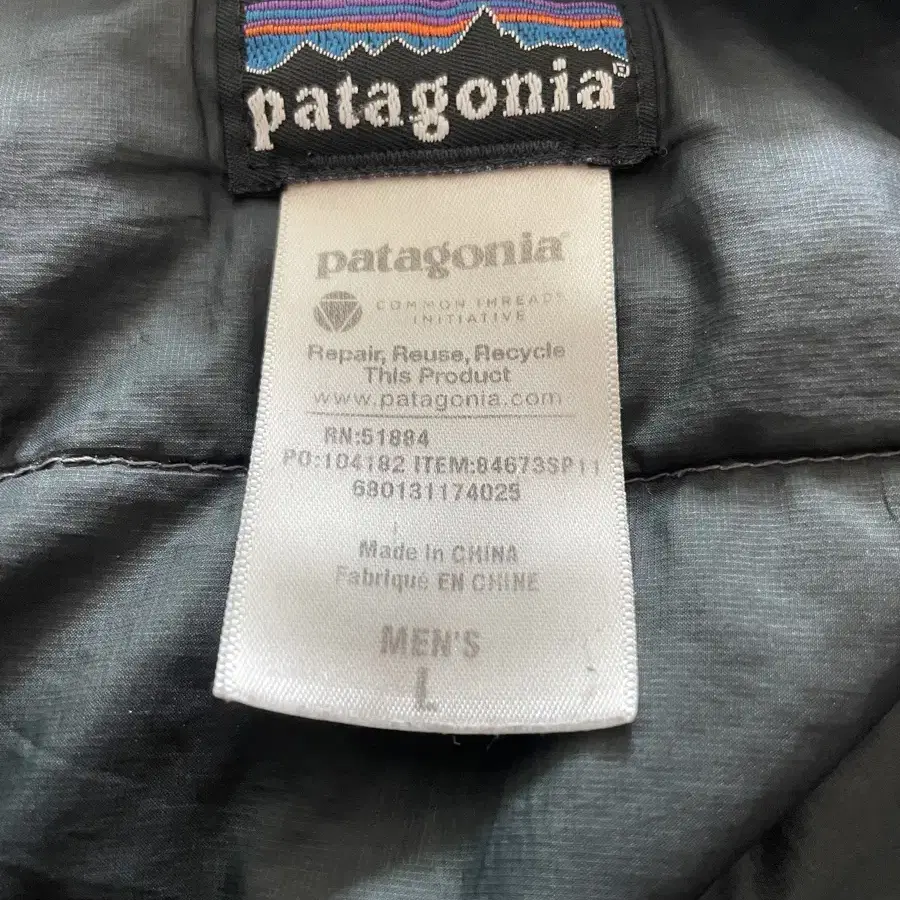 patagonia®
patagonia®
COMMON THREADS
INITIATIVE
Repair, Reuse, Recycle
This Product
www.patagonia.com
RN:51884
PO:104182 ITEM:84673SP11
680131174025
Made in CHINA
Fabriqué EN CHINE
MEN'S
L